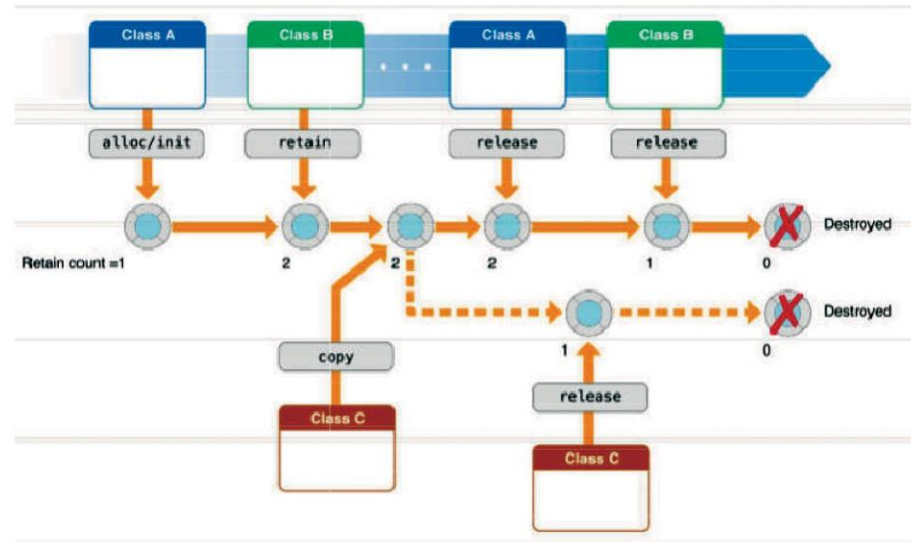 Class A
Class B
Class A
Class B
alloc/init
retain
release
release
Destroyed
Retain count =1
2
2
2
1
0
Destroyed
1
0
copy
release
Class C
Class C